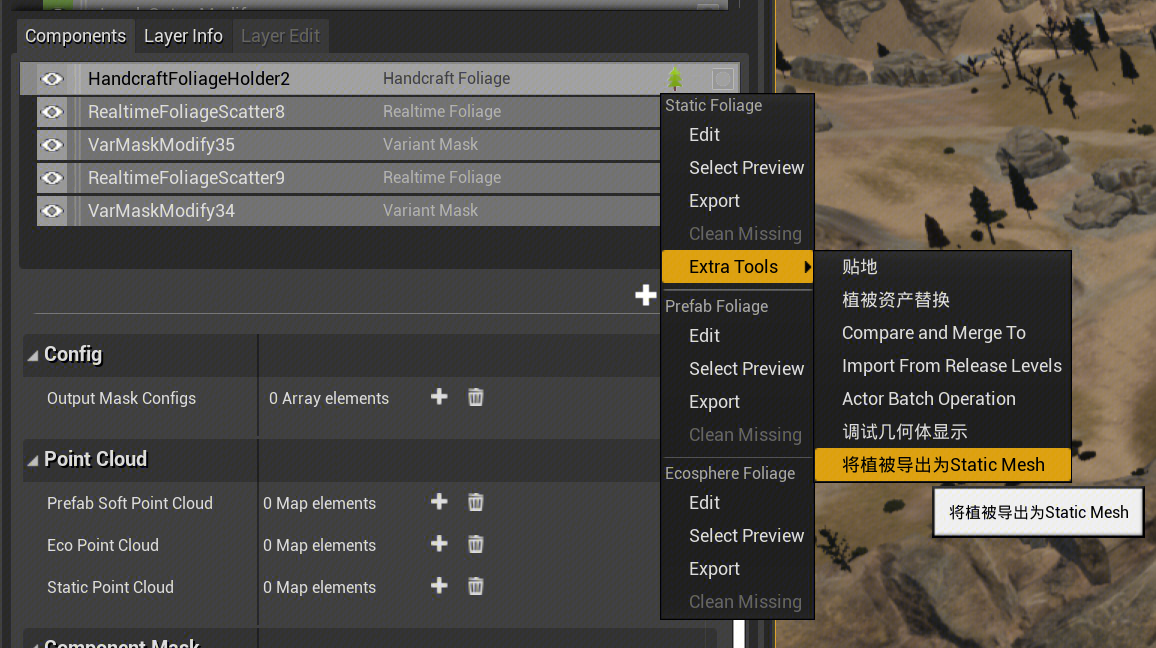 Components Layer Info Layer Edit
HandcraftFoliageHolder2 Handcraft Foliage
RealtimeFoliageScatter8 Realtime Foliage
VarMaskModify35 Variant Mask
RealtimeFoliageScatter9 Realtime Foliage
VarMaskModify34 Variant Mask
Static Foliage
Edit
Select Preview
Export
Clean Missing
Extra Tools
Prefab Foliage
Edit
Select Preview
Export
Clean Missing
Ecosphere Foliage
Edit
Select Preview
Export
Clean Missing
贴地
植被资产替换
Compare and Merge To
Import From Release Levels
Actor Batch Operation
调试几何体显示
将植被导出为Static Mesh
将植被导出为Static Mesh
Config
Output Mask Configs 0 Array elements
Point Cloud
Prefab Soft Point Cloud 0 Map elements
Eco Point Cloud 0 Map elements
Static Point Cloud 0 Map elements
Component Mask